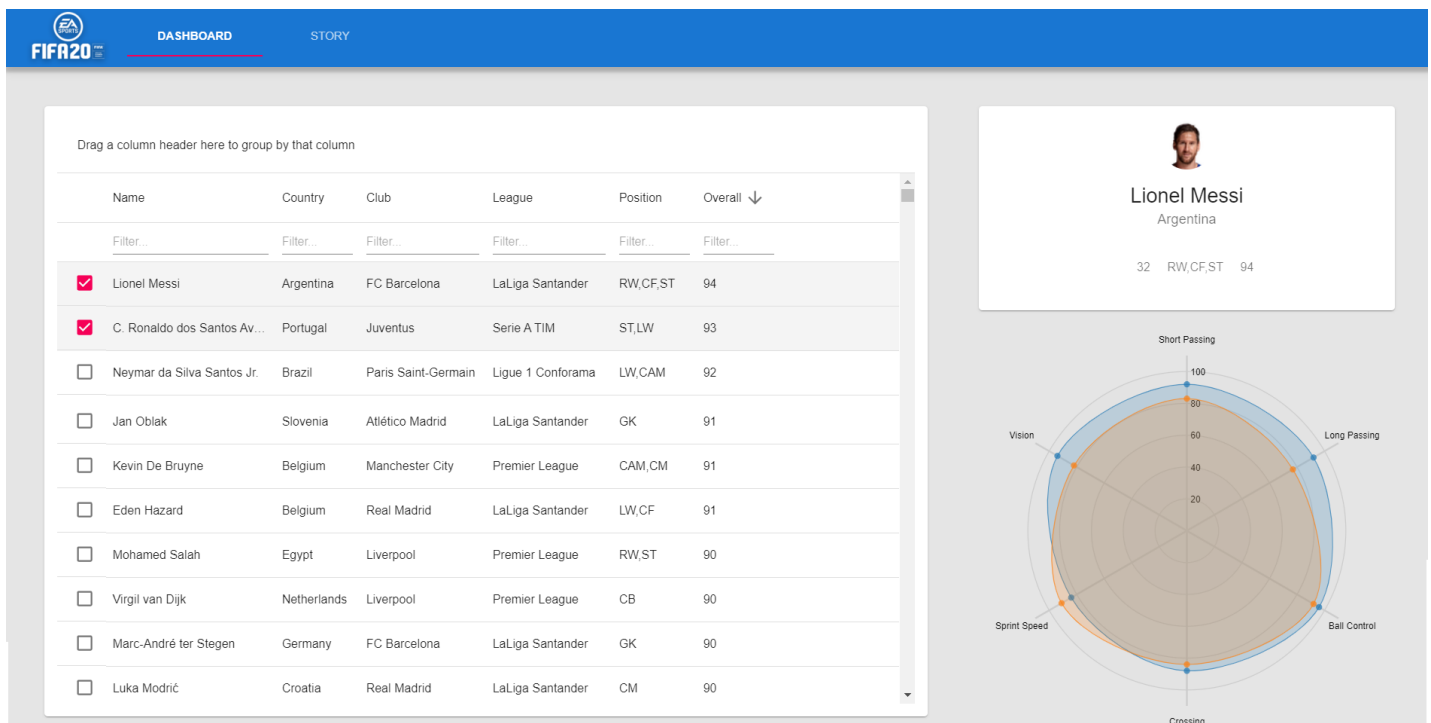 EA
SPORTS
FIFA20
DASHBOARD STORY
Drag a column header here to group by that column
Name Country Club League Position Overall
Filter... Filter... Filter... Filter... Filter... Filter...
Lionel Messi Argentina FC Barcelona LaLiga Santander RW,CF,ST 94
C. Ronaldo dos Santos Av... Portugal Juventus Serie A TIM ST,LW 93
Neymar da Silva Santos Jr. Brazil Paris Saint-Germain Ligue 1 Conforama LW,CAM 92
Jan Oblak Slovenia Atlético Madrid LaLiga Santander GK 91
Kevin De Bruyne Belgium Manchester City Premier League CAM,CM 91
Eden Hazard Belgium Real Madrid LaLiga Santander LW,CF 91
Mohamed Salah Egypt Liverpool Premier League RW,ST 90
Virgil van Dijk Netherlands Liverpool Premier League CB 90
Marc-André ter Stegen Germany FC Barcelona LaLiga Santander GK 90
Luka Modrić Croatia Real Madrid LaLiga Santander CM 90
Lionel Messi
Argentina
32 RW,CF,ST 94
Short Passing
100
80
Vision 60 Long Passing
40
20
Sprint Speed Ball Control
Crossing